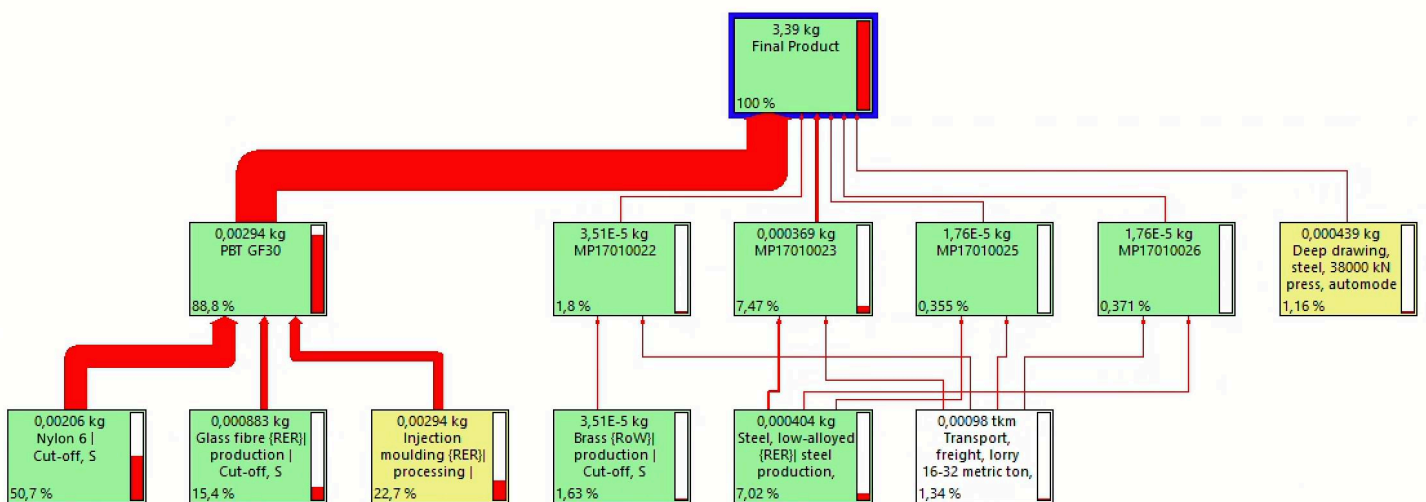 3,39 kg
Final Product
100 %
0,00294 kg
PBT GF30
88,8 %
3,51E-5 kg
MP17010022
1,8 %
0,000369 kg
MP17010023
7,47 %
1,76E-5 kg
MP17010025
0,355 %
1,76E-5 kg
MP17010026
0,371 %
0,000439 kg
Deep drawing,
steel, 38000 kN
press, automode
1,16 %
0,00206 kg
Nylon 6 |
Cut-off, S
50,7 %
0,000883 kg
Glass fibre {RER}|
production |
Cut-off, S
15,4 %
0,00294 kg
Injection
moulding {RER}|
processing |
22,7 %
3,51E-5 kg
Brass {RoW}|
production |
Cut-off, S
1,63 %
0,000404 kg
Steel, low-alloyed
{RER}| steel
production,
7,02 %
0,00098 tkm
Transport,
freight, lorry
16-32 metric ton,
1,34 %